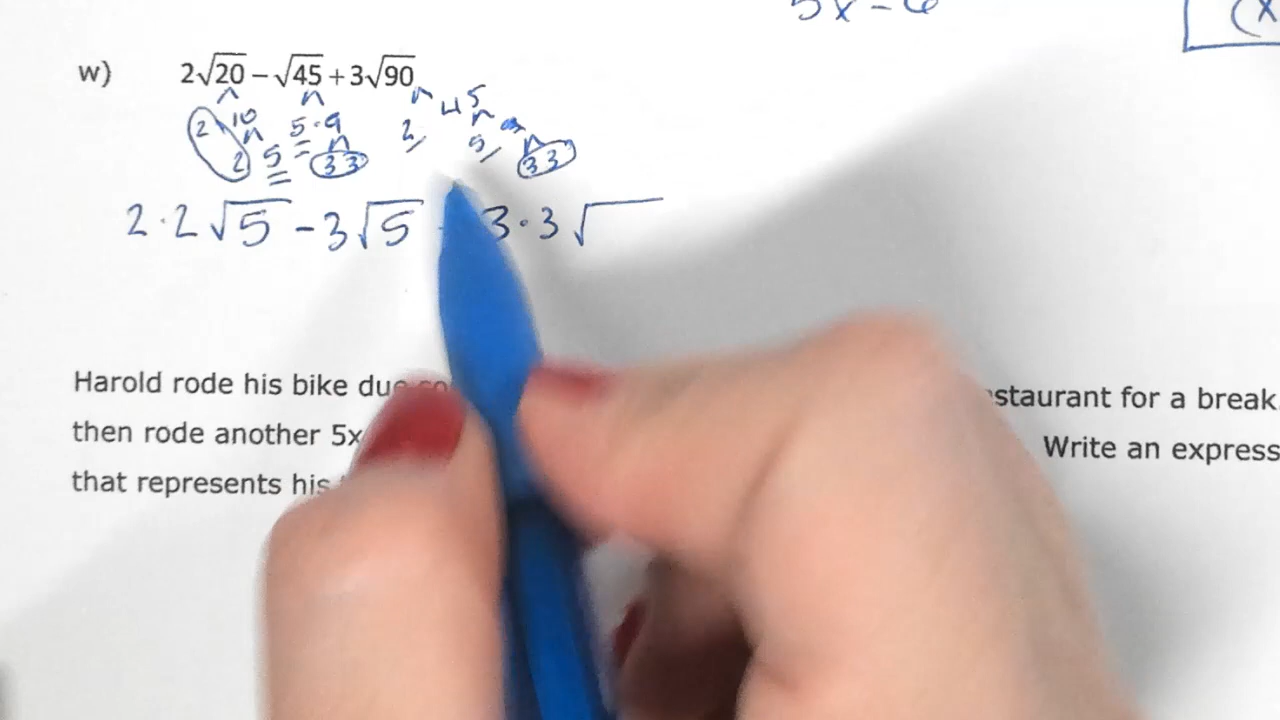 5x - 6 (x
w) 2√20 − √45 + 3√90
2 10 5·9 2 45
2 5 3 3 5 9 3 3
2·2√5 - 3√5 3·3√
Harold rode his bike due staurant for a break
then rode another 5x Write an express
that represents his